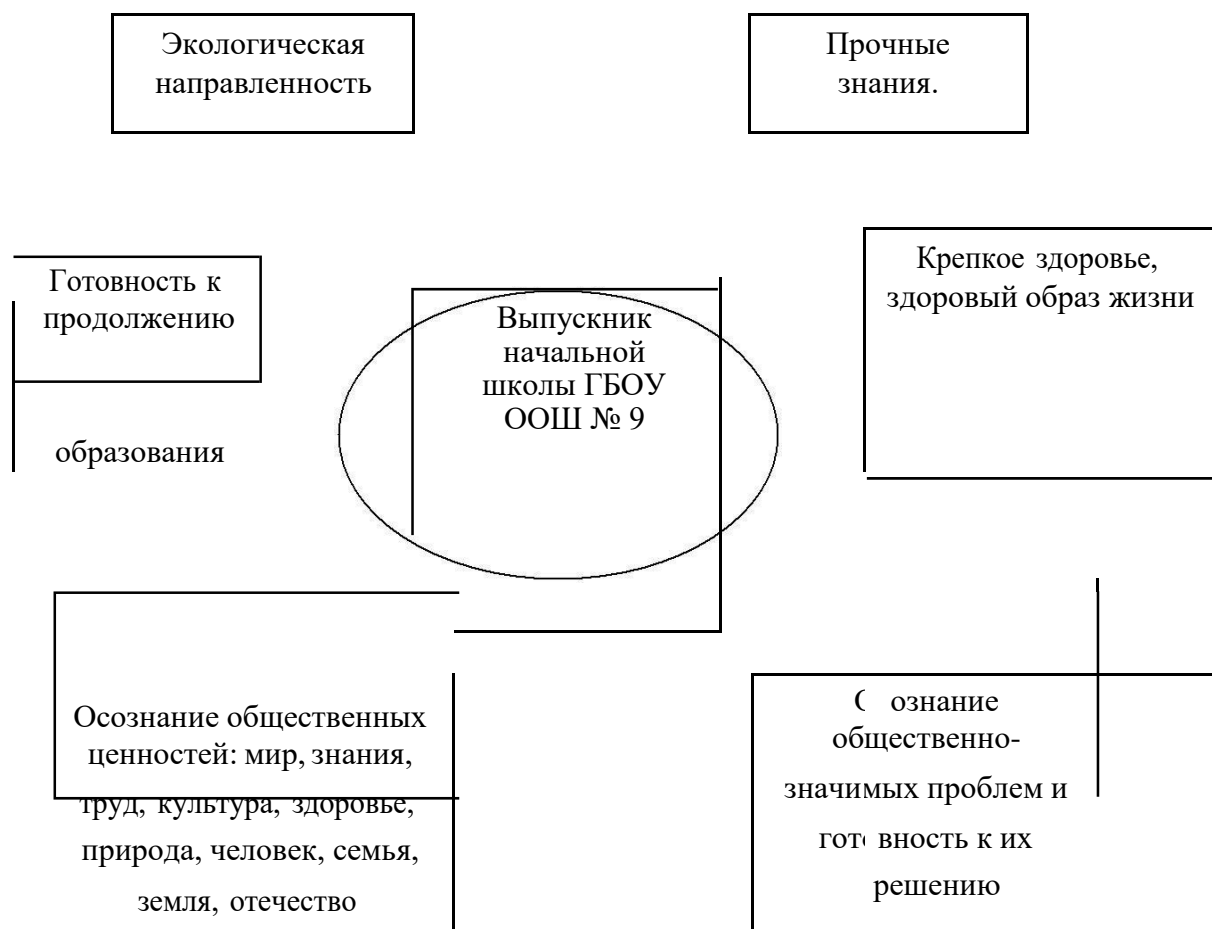 Экологическая
направленность
Прочные
знания.
Готовность к
продолжению
образования
Выпускник
начальной
школы ГБОУ
ООШ № 9
Крепкое здоровье,
здоровый образ жизни
Осознание общественных
ценностей: мир, знания,
труд, культура, здоровье,
природа, человек, семья,
земля, отечество
ознание
общественно-
значимых проблем и
гот вность к их
решению